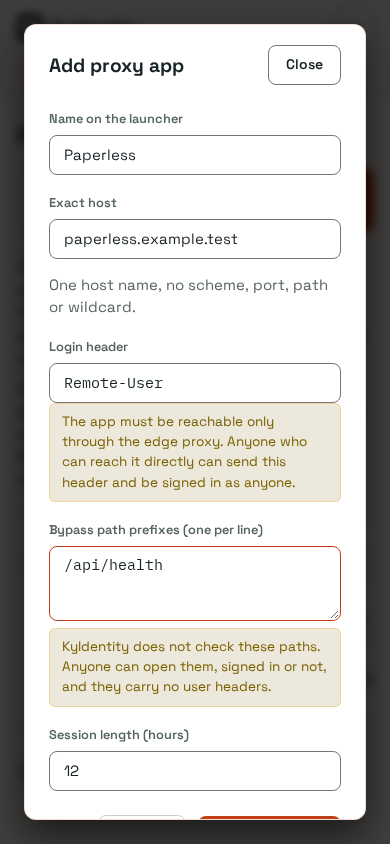 Add proxy app
Close
Name on the launcher
Paperless
Exact host
paperless.example.test
One host name, no scheme, port, path
or wildcard.
Login header
Remote-User
The app must be reachable only
through the edge proxy. Anyone who
can reach it directly can send this
header and be signed in as anyone.
Bypass path prefixes (one per line)
/api/health
KyIdentity does not check these paths.
Anyone can open them, signed in or not,
and they carry no user headers.
Session length (hours)
12